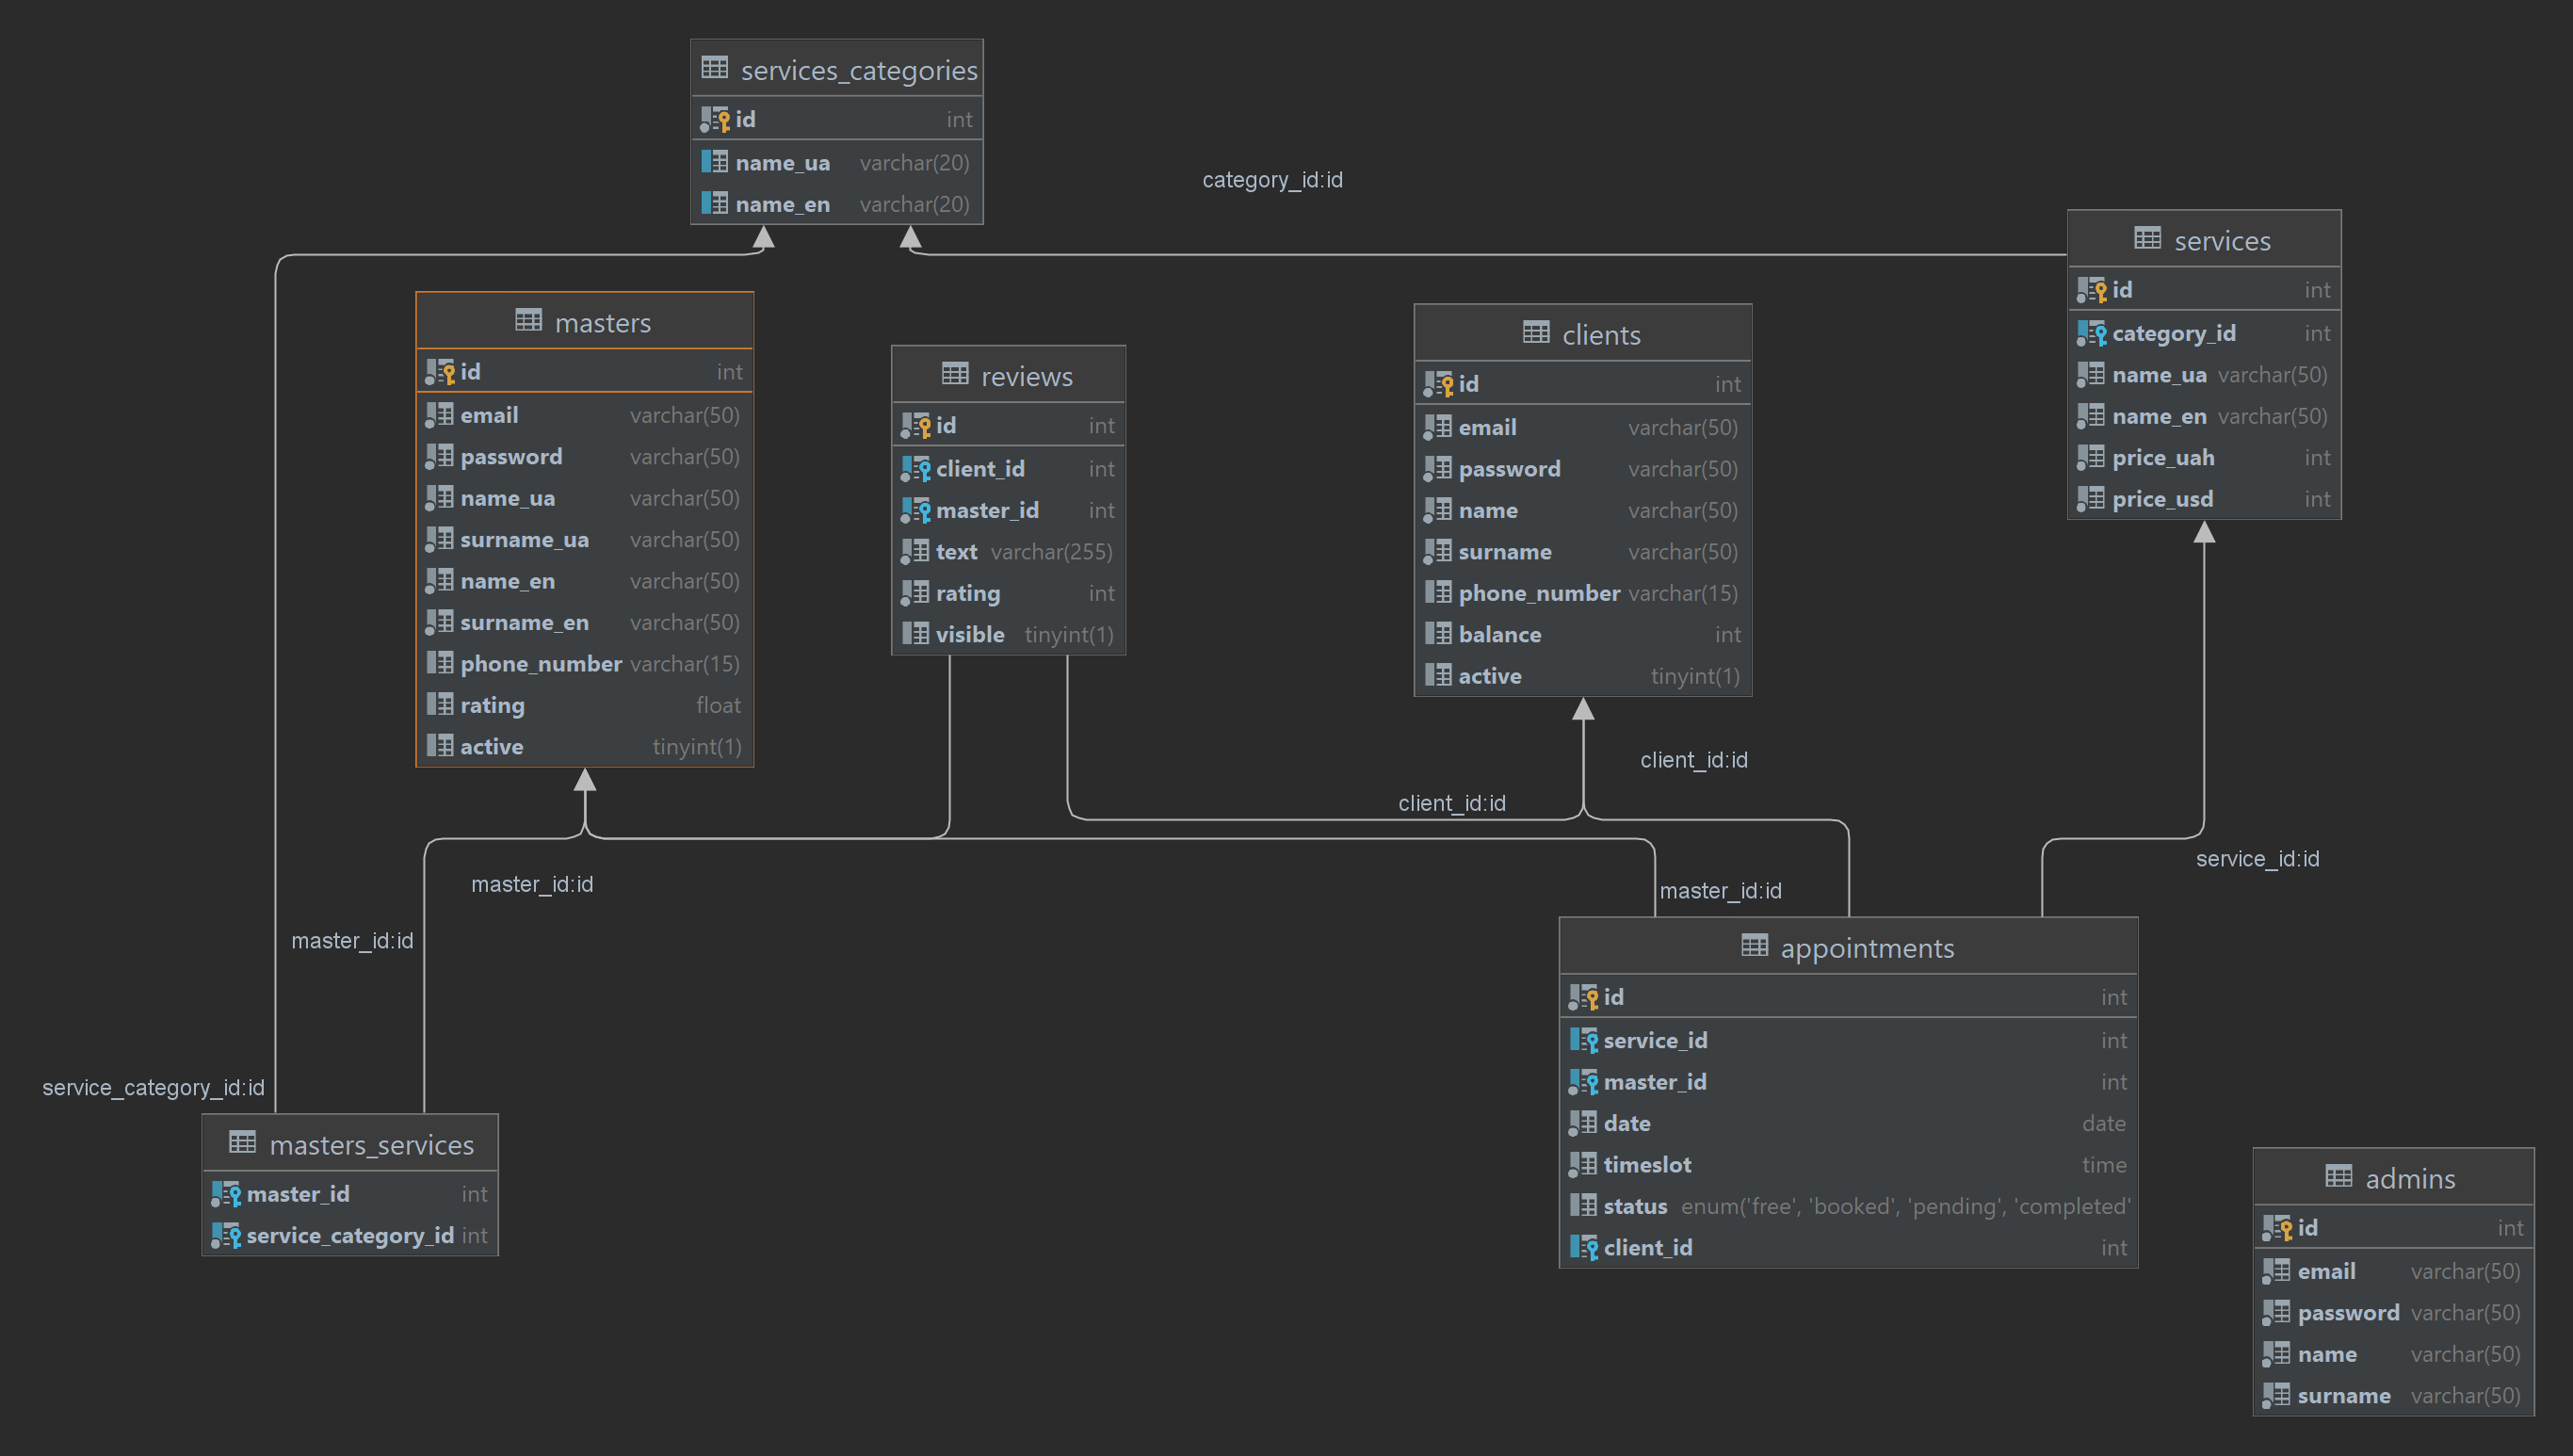 services_categories
id int
name_ua varchar(20)
name_en varchar(20)
category_id:id
services
id int
category_id int
name_ua varchar(50)
name_en varchar(50)
price_uah int
price_usd int
masters
id int
email varchar(50)
password varchar(50)
name_ua varchar(50)
surname_ua varchar(50)
name_en varchar(50)
surname_en varchar(50)
phone_number varchar(15)
rating float
active tinyint(1)
reviews
id int
client_id int
master_id int
text varchar(255)
rating int
visible tinyint(1)
clients
id int
email varchar(50)
password varchar(50)
name varchar(50)
surname varchar(50)
phone_number varchar(15)
balance int
active tinyint(1)
client_id:id
client_id:id
service_id:id
master_id:id
master_id:id
master_id:id
service_category_id:id
masters_services
master_id int
service_category_id int
appointments
id int
service_id int
master_id int
date date
timeslot time
status enum('free', 'booked', 'pending', 'completed'
client_id int
admins
id int
email varchar(50)
password varchar(50)
name varchar(50)
surname varchar(50)